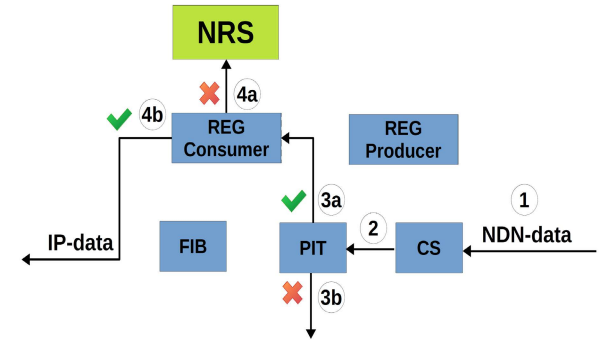 NRS
4a
4b
REG
Consumer
REG
Producer
3a
1
2
NDN-data
IP-data
FIB
PIT
CS
3b